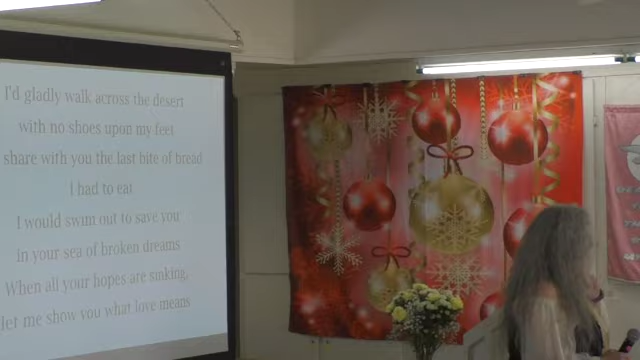 I'd gladly walk across the desert
with no shoes upon my feet
share with you the last bite of bread
I had to eat
I would swim out to save you
in your sea of broken dreams
When all your hopes are sinking,
let me show you what love means